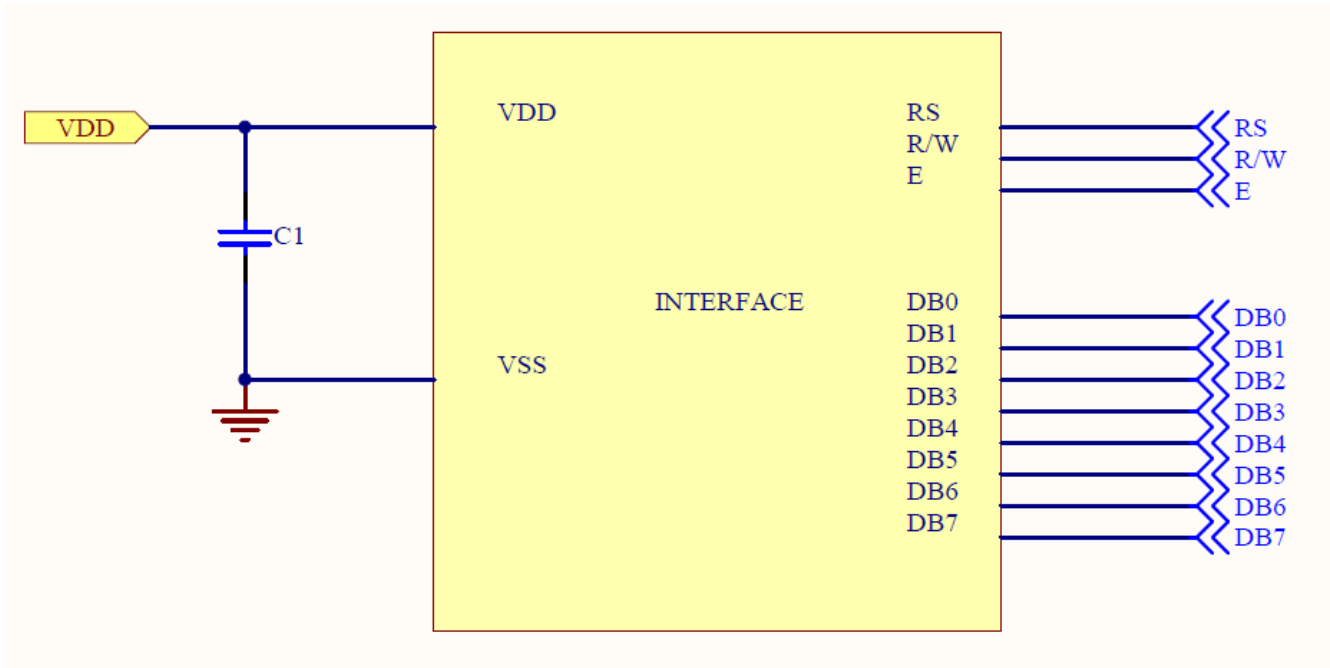 VDD
C1
VDD
VSS
INTERFACE
RS
R/W
E
DB0
DB1
DB2
DB3
DB4
DB5
DB6
DB7
RS
R/W
E
DB0
DB1
DB2
DB3
DB4
DB5
DB6
DB7